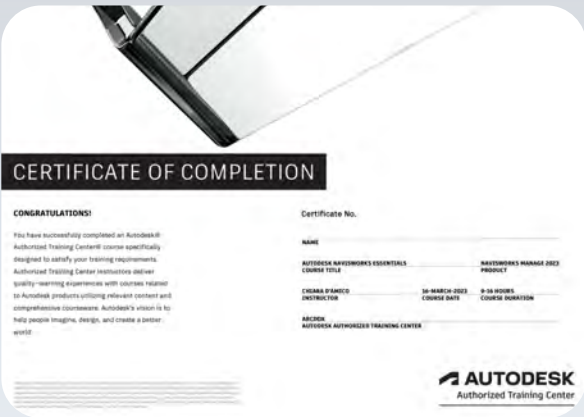 CERTIFICATE OF COMPLETION
CONGRATULATIONS!
You have successfully completed an Autodesk®
Authorized Training Center® course specifically
designed to satisfy your training requirements.
Authorized Training Center instructors deliver
quality-learning experiences with courses related
to Autodesk products utilizing relevant content and
comprehensive courseware. Autodesk's vision is to
help people imagine, design, and create a better
world
Certificate No.
NAME
AUTODESK NAVISWORKS ESSENTIALS NAVISWORKS MANAGE 2023
COURSE TITLE PRODUCT
CHIARA D'AMICO 16-MARCH-2023 9-16 HOURS
INSTRUCTOR COURSE DATE COURSE DURATION
ARCHOX
AUTODESK AUTHORIZED TRAINING CENTER
AUTODESK
Authorized Training Center